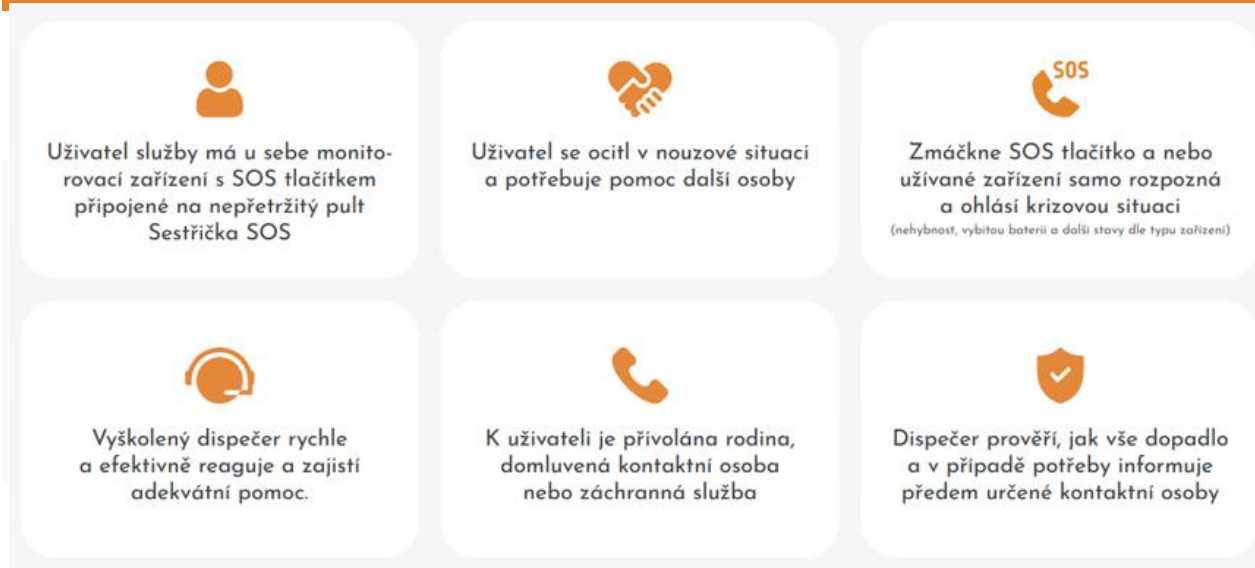 Uživatel služby má u sebe monito-
rovací zařízení s SOS tlačítkem
připojené na nepřetržitý pult
Sestřička SOS
Uživatel se ocitl v nouzové situaci
a potřebuje pomoc další osoby
SOS
Zmáčkne SOS tlačítko a nebo
užívané zařízení samo rozpozná
a ohlásí krizovou situaci
(nehybnost, vybitou baterii a další stavy dle typu zařízení)
Vyškolený dispečer rychle
a efektivně reaguje a zajistí
adekvátní pomoc.
K uživateli je přivolána rodina,
domluvená kontaktní osoba
nebo záchranná služba
Dispečer prověří, jak vše dopadlo
a v případě potřeby informuje
předem určené kontaktní osoby